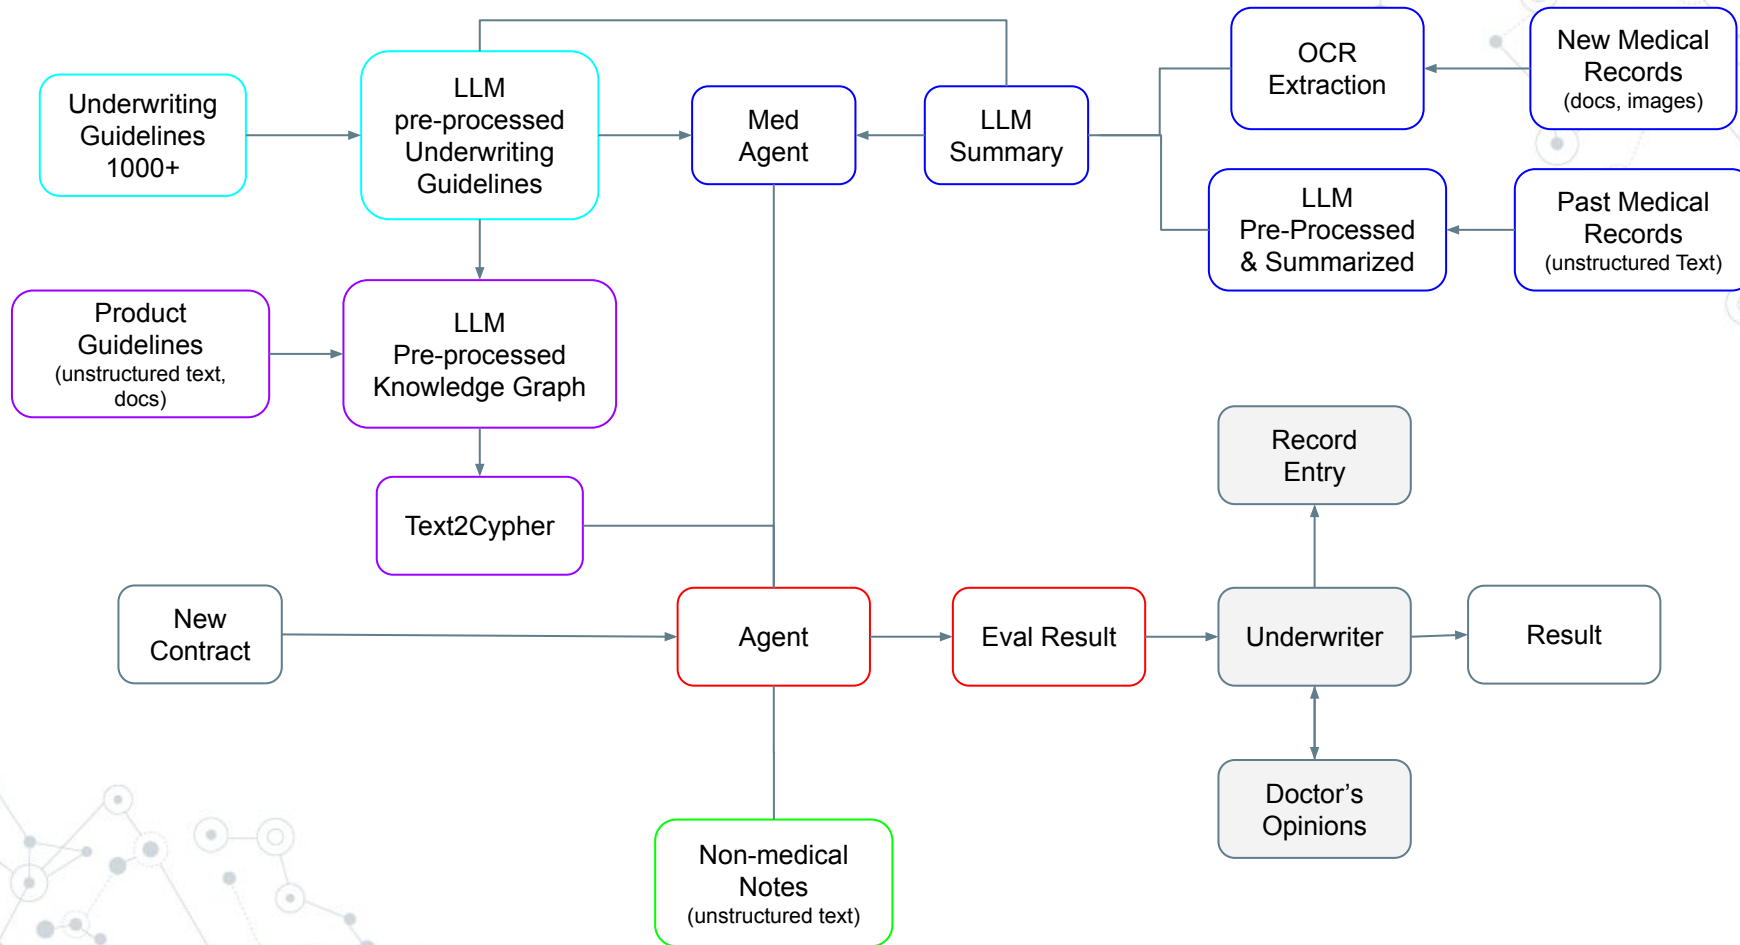 Underwriting
Guidelines
1000+
LLM
pre-processed
Underwriting
Guidelines
Med
Agent
LLM
Summary
OCR
Extraction
New Medical
Records
(docs, images)
LLM
Pre-Processed
& Summarized
Past Medical
Records
(unstructured Text)
Product
Guidelines
(unstructured text,
docs)
LLM
Pre-processed
Knowledge Graph
Text2Cypher
Record
Entry
New
Contract
Agent
Eval Result
Underwriter
Result
Doctor’s
Opinions
Non-medical
Notes
(unstructured text)